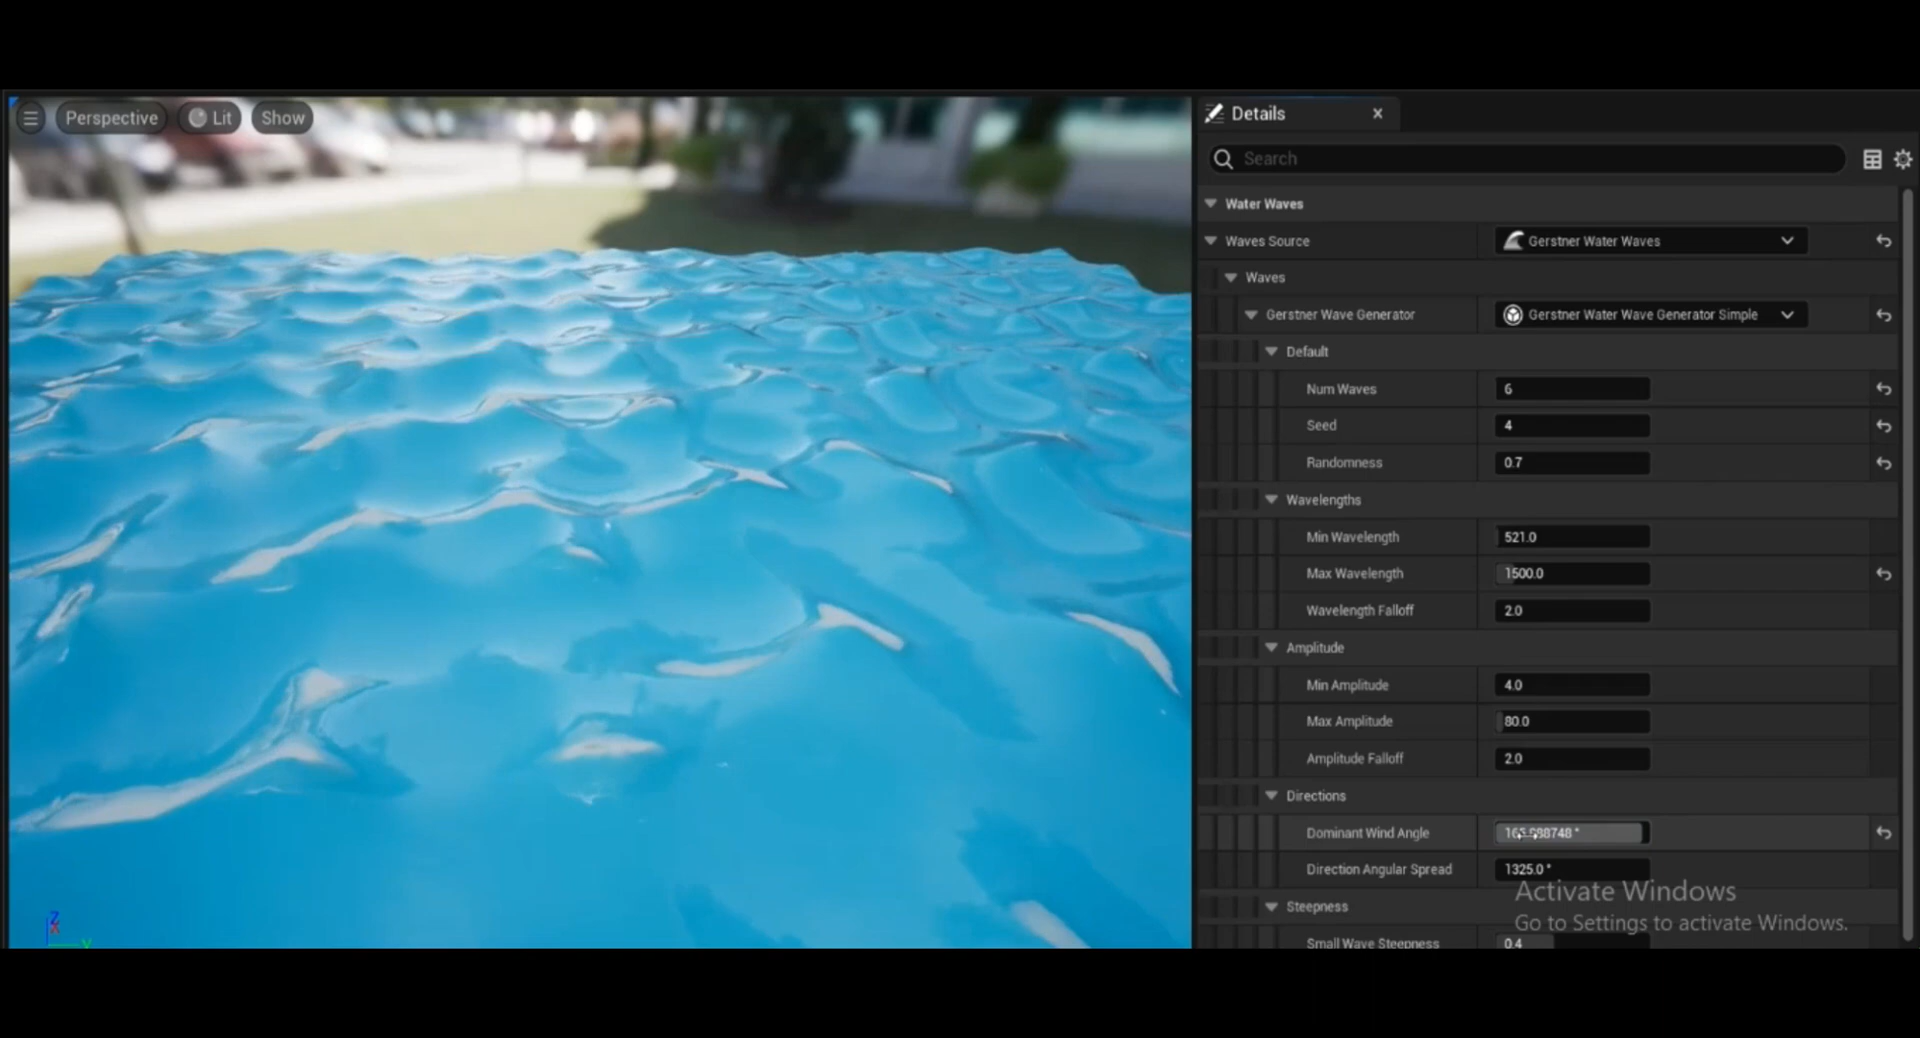 Perspective
Lit
Show
Details
Search
Water Waves
Waves Source
Gerstner Water Waves
Waves
Gerstner Wave Generator
Gerstner Water Wave Generator Simple
Default
Num Waves
6
Seed
4
Randomness
0.7
Wavelengths
Min Wavelength
521.0
Max Wavelength
1500.0
Wavelength Falloff
2.0
Amplitude
Min Amplitude
4.0
Max Amplitude
80.0
Amplitude Falloff
2.0
Directions
Dominant Wind Angle
Direction Angular Spread
1325.0°
Activate Windows
Steepness
Go to Settings to activate Windows.
Small Wave Steepness
0.4
Z
X
Y